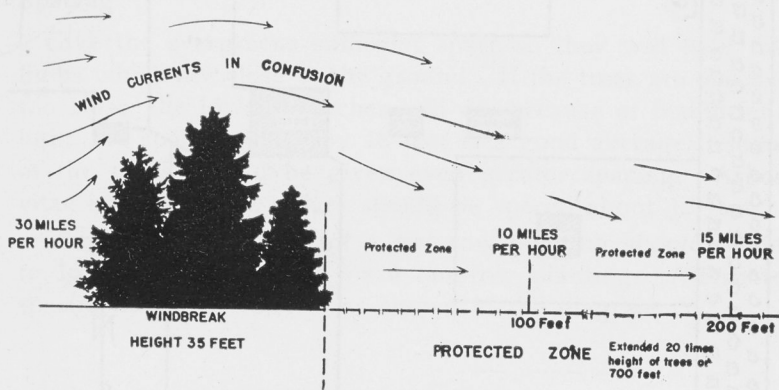 WIND CURRENTS IN CONFUSION
30 MILES
PER HOUR
Protected Zone
10 MILES
PER HOUR
Protected Zone
15 MILES
PER HOUR
WINDBREAK
HEIGHT 35 FEET
100 Feet
200 Feet
PROTECTED ZONE
Extended 20 times
height of trees or
700 feet